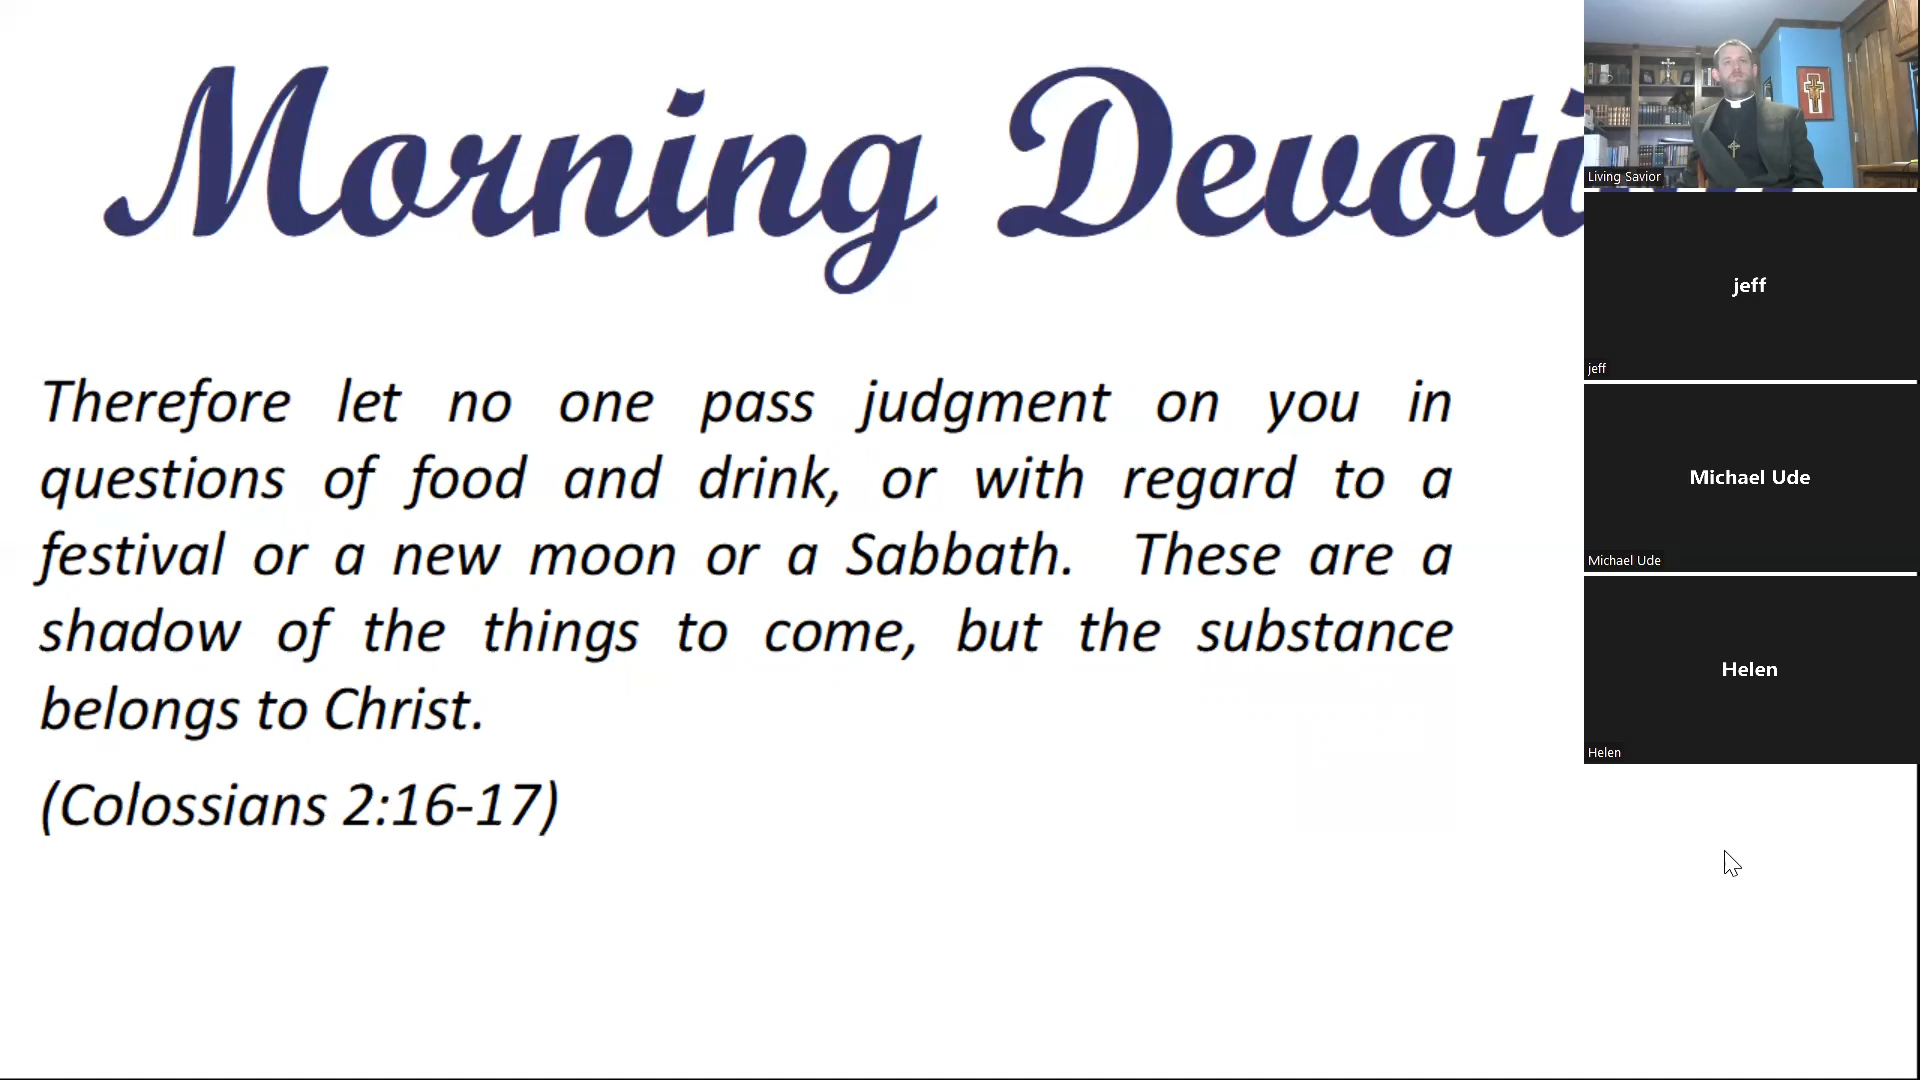 Morning Devoti
Therefore let no one pass judgment on you in
questions of food and drink, or with regard to a
festival or a new moon or a Sabbath.  These are a
shadow of the things to come, but the substance
belongs to Christ.
(Colossians 2:16-17)
Living Savior
jeff
jeff
Michael Ude
Michael Ude
Helen
Helen